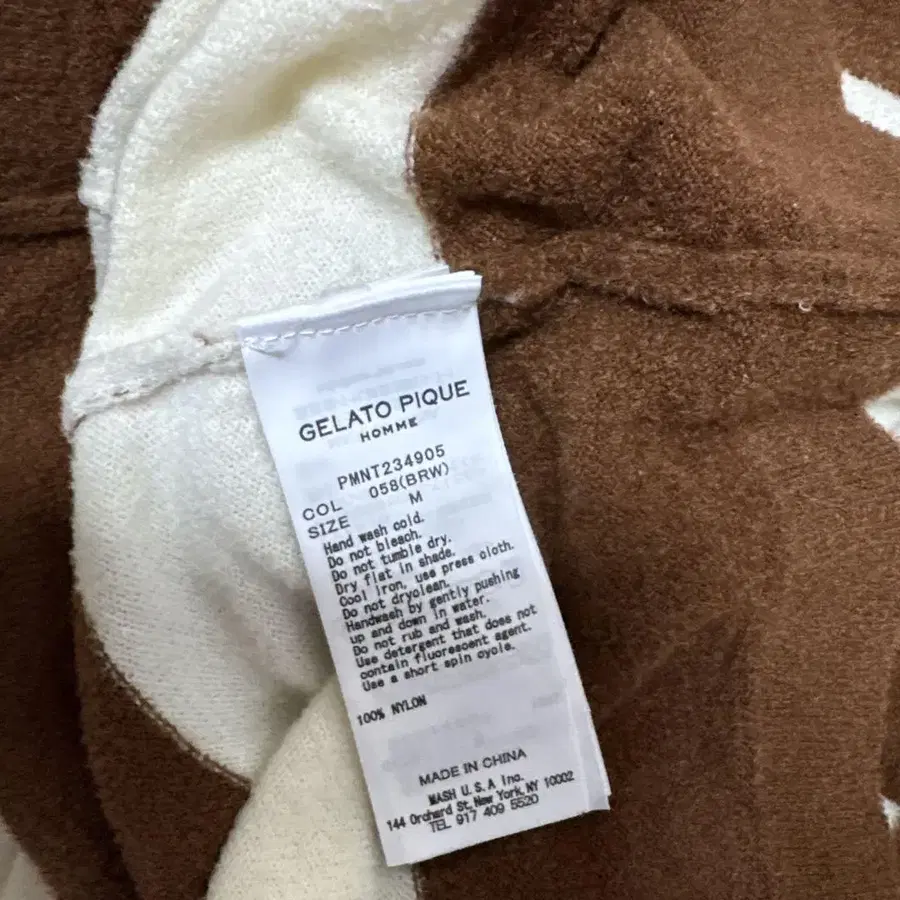 GELATO PIQUE
HOMME
PMNT234905
COL 058(BRW)
SIZE M
Hand wash cold.
Do not bleach.
Do not tumble dry.
Dry flat in shade.
Cool iron, use press cloth.
Do not dryclean.
Handwash by gently pushing
up and down in water.
Do not rub and wash.
Use detergent that does not
contain fluorescent agent.
Use a short spin cycle.
100% NYLON
MADE IN CHINA
MASH U.S.A Inc.
144 Orchard St, New York, NY 10002
TEL 917 409 5520